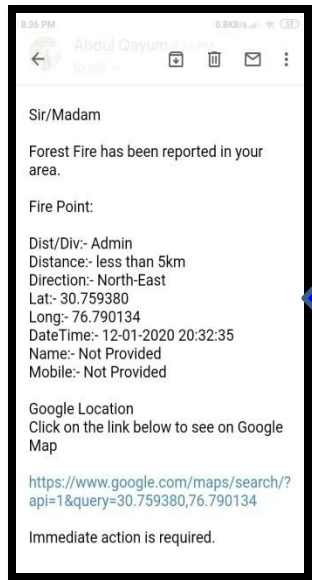 8:36 PM 0.8KB/s 37
Abdul Qayum 8:34 PM
to me
Sir/Madam
Forest Fire has been reported in your
area.
Fire Point:
Dist/Div:- Admin
Distance:- less than 5km
Direction:- North-East
Lat:- 30.759380
Long:- 76.790134
DateTime:- 12-01-2020 20:32:35
Name:- Not Provided
Mobile:- Not Provided
Google Location
Click on the link below to see on Google
Map
https://www.google.com/maps/search/?
api=1&query=30.759380,76.790134
Immediate action is required.